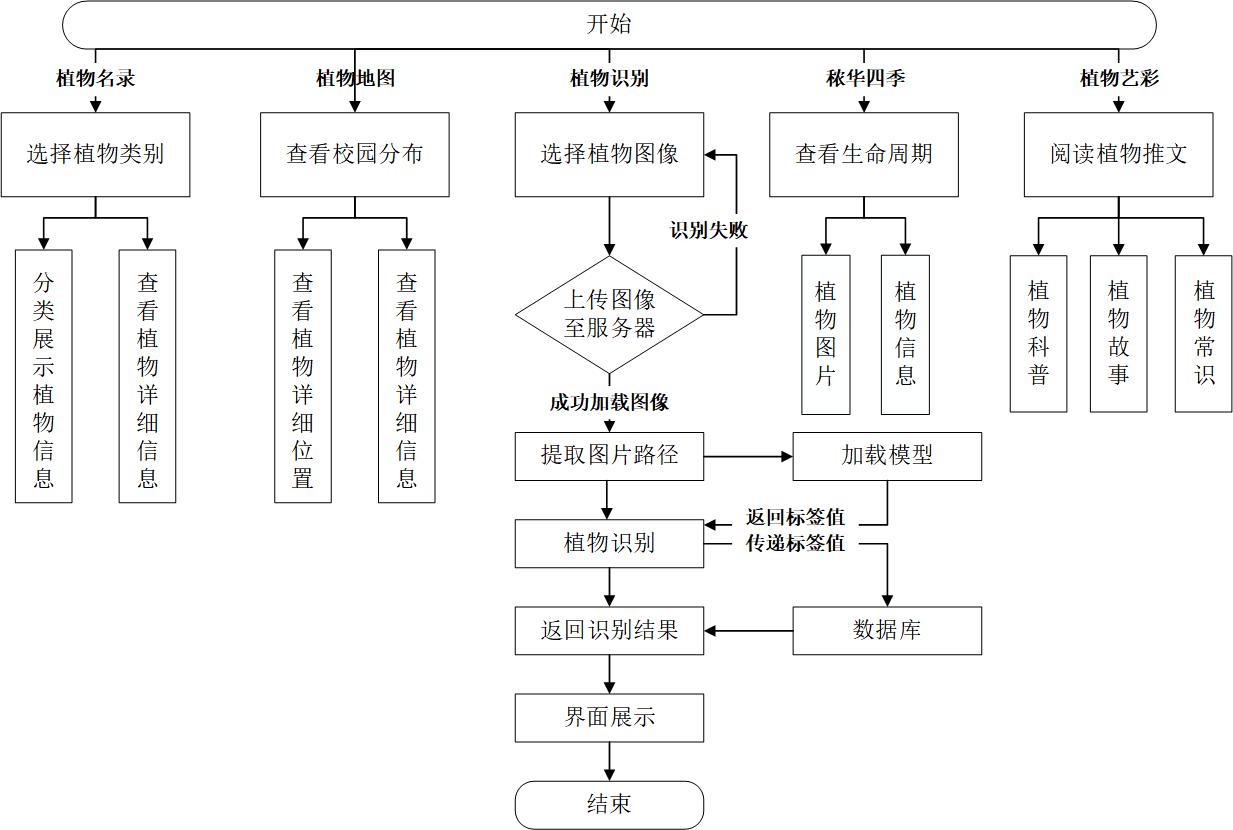 开始
植物名录
植物地图
植物识别
秾华四季
植物艺彩
选择植物类别
查看校园分布
选择植物图像
查看生命周期
阅读植物推文
识别失败
分类展示植物信息
查看植物详细信息
查看植物详细位置
查看植物详细信息
上传图像
至服务器
植物图片
植物信息
植物科普
植物故事
植物常识
成功加载图像
提取图片路径
加载模型
返回标签值
传递标签值
植物识别
返回识别结果
数据库
界面展示
结束